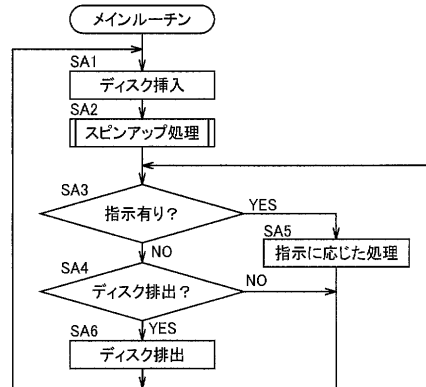 メインルーチン
SA1
ディスク挿入
SA2
スピンアップ処理
SA3
指示有り？
YES
SA5
指示に応じた処理
NO
SA4
ディスク排出？
NO
YES
SA6
ディスク排出